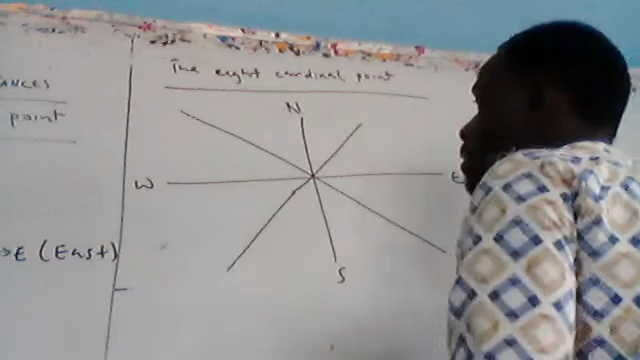 ANCES
point
>E (East)
The eight cardinal point
N
W
E
S